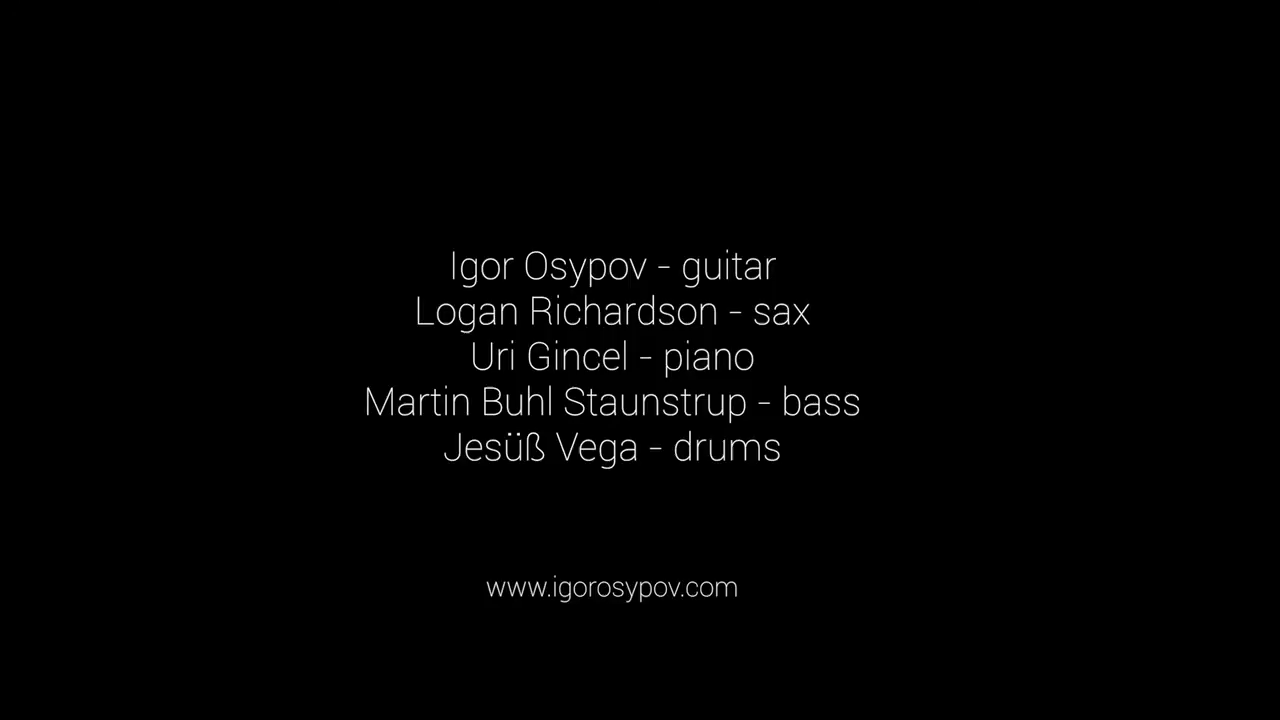 Igor Osypov - guitar
Logan Richardson - sax
Uri Gincel - piano
Martin Buhl Staunstrup - bass
Jesüß Vega - drums
www.igorosypov.com